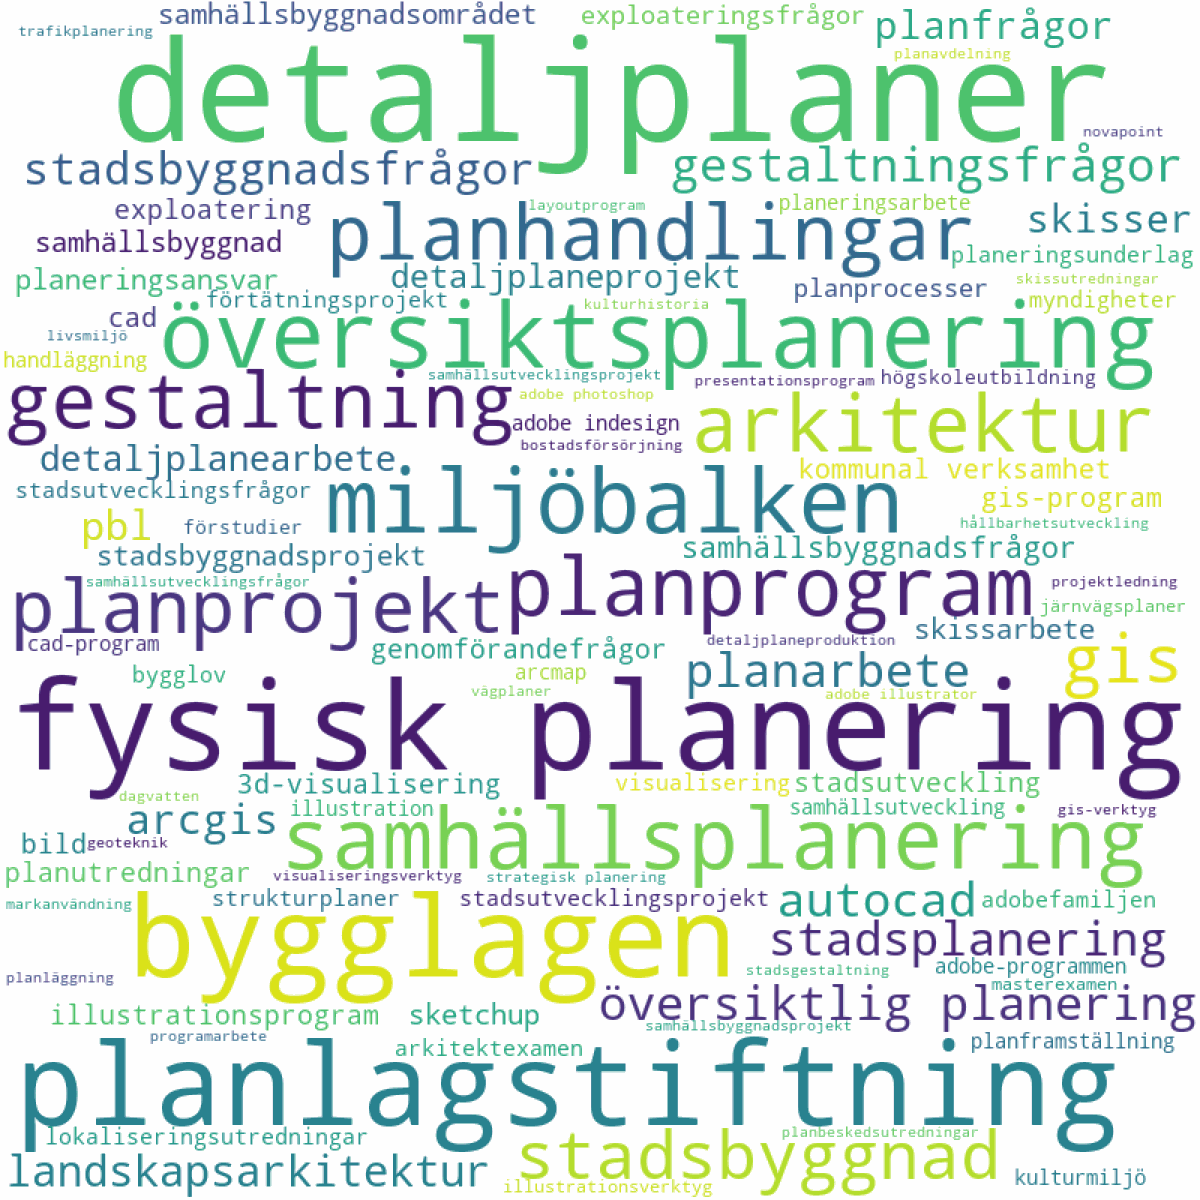 samhällsbyggnadsområdet exploateringsfrågor planfrågor
trafikplanering
planavdelning
detaljplaner
novapoint
stadsbyggnadsfrågor gestaltningsfrågor
exploatering layoutprogram planeringsarbete
planhandlingar skisser
samhällsbyggnad planeringsunderlag
planeringsansvar detaljplaneprojekt planprocesser skissutredningar
förtätningsprojekt kulturhistoria myndigheter
cad
livsmiljö
översiktsplanering
handläggning
samhällsutvecklingsprojekt presentationsprogram högskoleutbildning
gestaltning adobe photoshop
adobe indesign arkitektur
bostadsförsörjning
detaljplanearbete kommunal verksamhet
stadsutvecklingsfrågor miljöbalken gis-program
pbl förstudier hållbarhetsutveckling
stadsbyggnadsprojekt samhällsbyggnadsfrågor
samhällsutvecklingsfrågor planprogram projektledning
planprojekt järnvägsplaner
cad-program detaljplaneproduktion skissarbete
genomförandefrågor gis
bygglov arcmap planarbete
vägplaner adobe illustrator
fysisk planering
3d-visualisering visualisering stadsutveckling
dagvatten
illustration samhällsutveckling gis-verktyg
arcgis samhällsplanering
bild geoteknik
planutredningar visualiseringsverktyg strategisk planering
markanvändning strukturplaner stadsutvecklingsprojekt autocad adobefamiljen
bygglagen stadsplanering
planläggning stadsgestaltning adobe-programmen
masterexamen
översiktlig planering
illustrationsprogram sketchup samhällsbyggnadsprojekt
programarbete arkitektexamen planframställning
planlagstiftning
lokaliseringsutredningar planbeskedsutredningar
stadsbyggnad
landskapsarkitektur illustrationsverktyg kulturmiljö